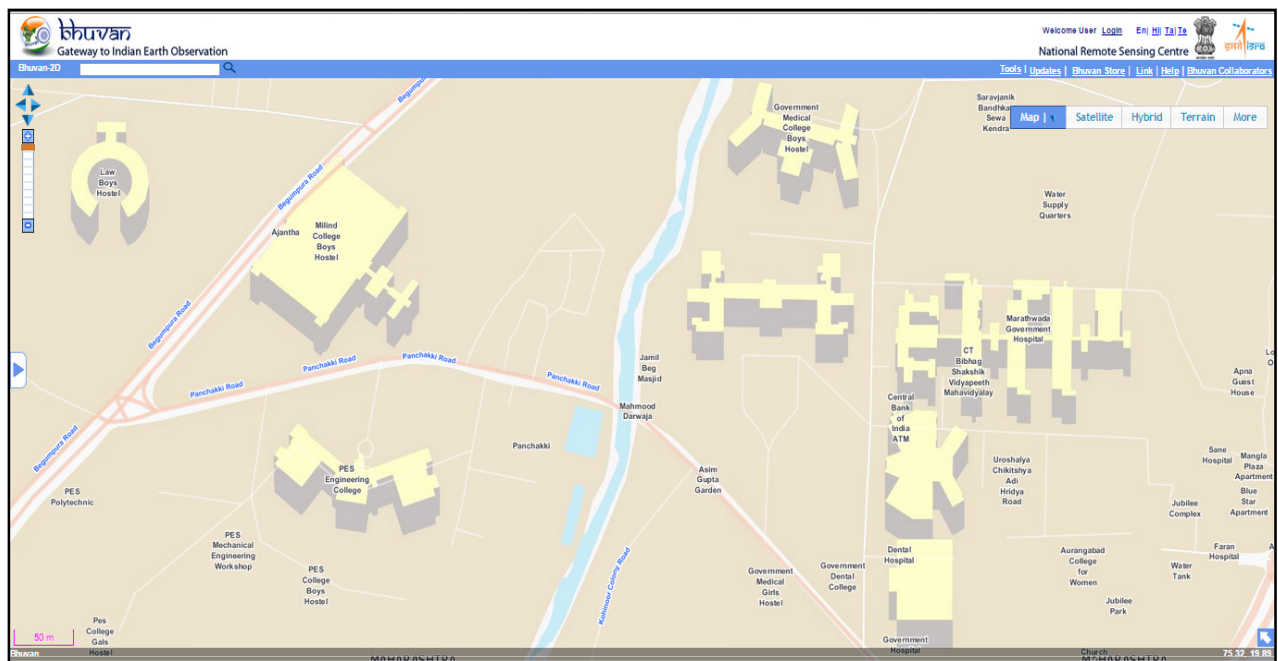 bhuvan
Gateway to Indian Earth Observation
Welcome User Login En| HI| Ta| Te
National Remote Sensing Centre
इसरो isro
Bhuvan-2D
Tools | Updates | Bhuvan Store | Link | Help | Bhuvan Collaborators
Map |
Satellite
Hybrid
Terrain
More
Begumpura
Saravjanik
Bandhka
Sewa
Kendra
Government
Medical
College
Boys
Hostel
Law
Boys
Hostel
Begumpura Road
Water
Supply
Quarters
Ajantha
Milind
College
Boys
Hostel
Begumpura Road
Marathwada
Government
Hospital
CT
Bibhag
Shakshik
Vidyapeeth
Mahavidyalay
Panchakki Road
Panchakki Road
Panchakki Road
Panchakki Road
Jamil
Beg
Masjid
Lo
O
Apna
Guest
House
Mahmood
Darwaja
Central
Bank
of
India
ATM
Begumpura Road
Panchakki
PES
Engineering
College
Asim
Gupta
Garden
Uroshalya
Chikitshya
Adi
Hridya
Road
Sane
Hospital
Mangla
Plaza
Apartment
Blue
Star
Apartment
PES
Polytechnic
Jubilee
Complex
PES
Mechanical
Engineering
Workshop
Dental
Hospital
Aurangabad
College
for
Women
Faran
Hospital
A
Water
Tank
PES
College
Boys
Hostel
Kohinoor Colony Road
Government
Medical
Girls
Hostel
Government
Dental
College
Jubilee
Park
Pes
College
Gals
Hostel
50 m
Government
Hospital
Church
Bhuvan
MAHARASHTRA
MAHARASHTRA
75.32, 19.89